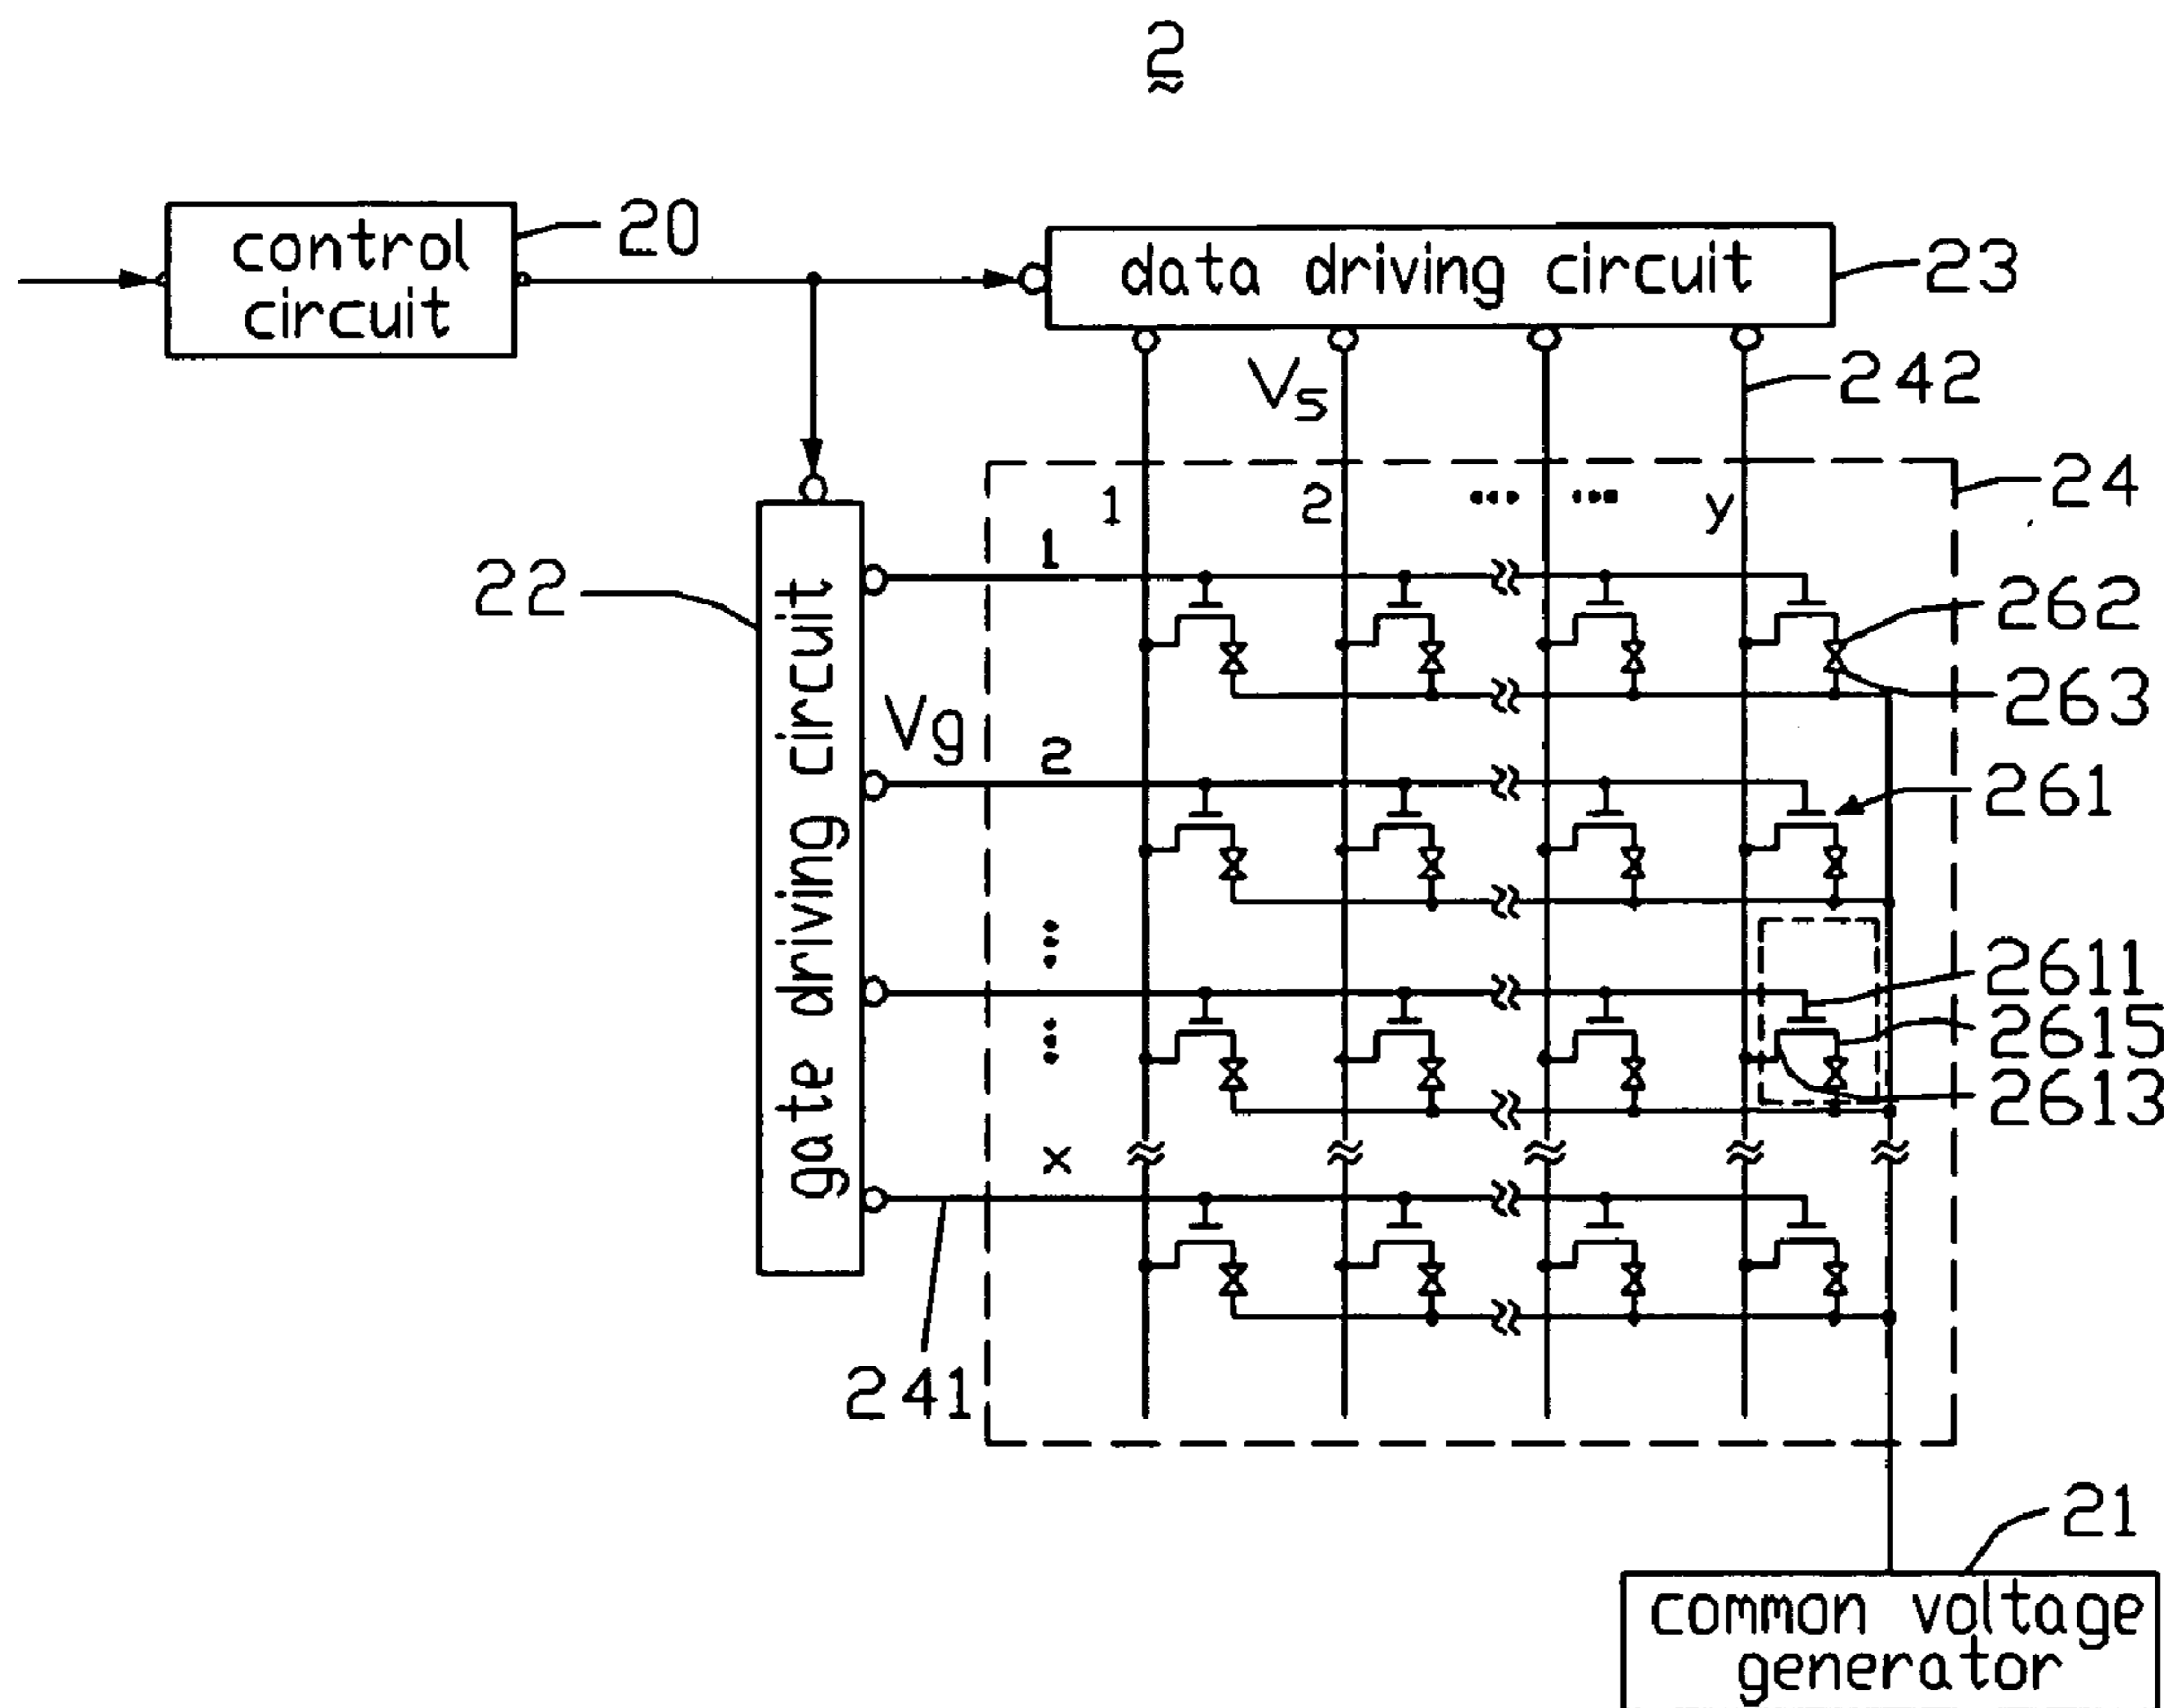 2
control
circuit
20
data driving circuit
23
Vs
242
24
1 2 ... ... y
1
22
gate driving circuit
262
263
Vg
2
261
...
2611
2615
...
2613
x
241
21
common voltage
generator